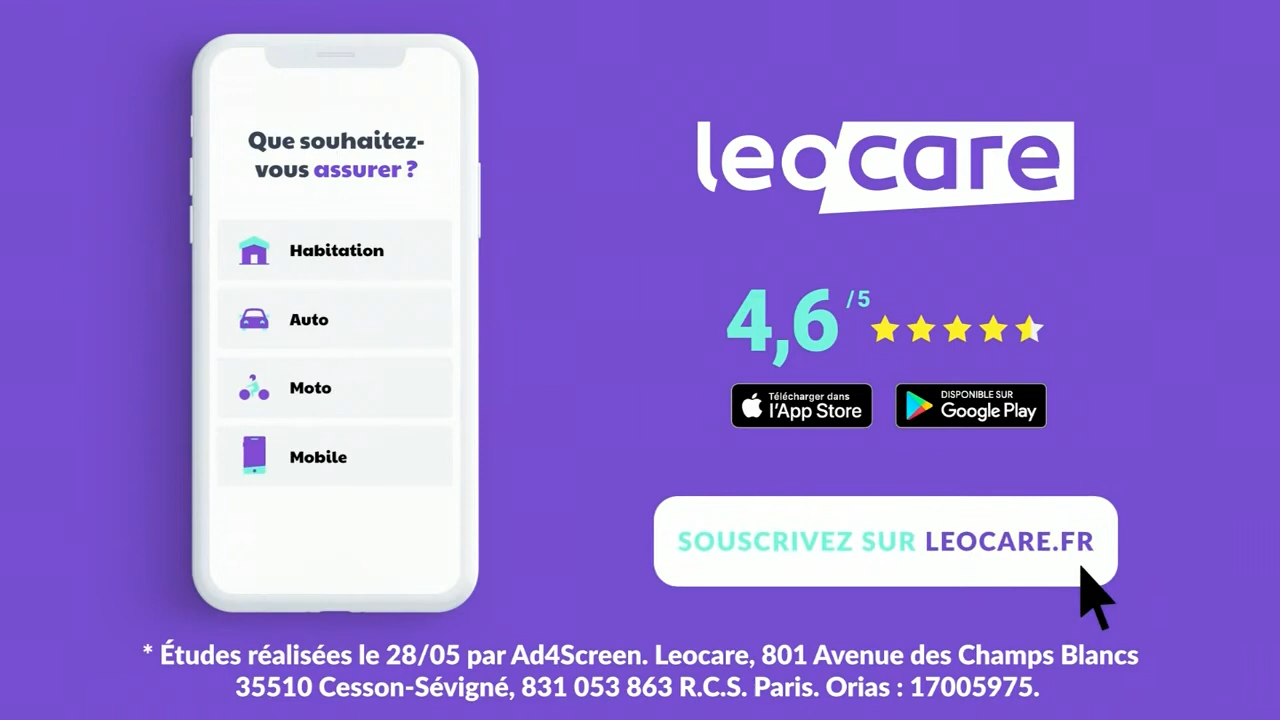 Que souhaitez-
vous assurer ?
Habitation
Auto
Moto
Mobile
leocare
4,6 /5
Télécharger dans
l'App Store
DISPONIBLE SUR
Google Play
SOUSCRIVEZ SUR LEOCARE.FR
* Études réalisées le 28/05 par Ad4Screen. Leocare, 801 Avenue des Champs Blancs
35510 Cesson-Sévigné, 831 053 863 R.C.S. Paris. Orias : 17005975.